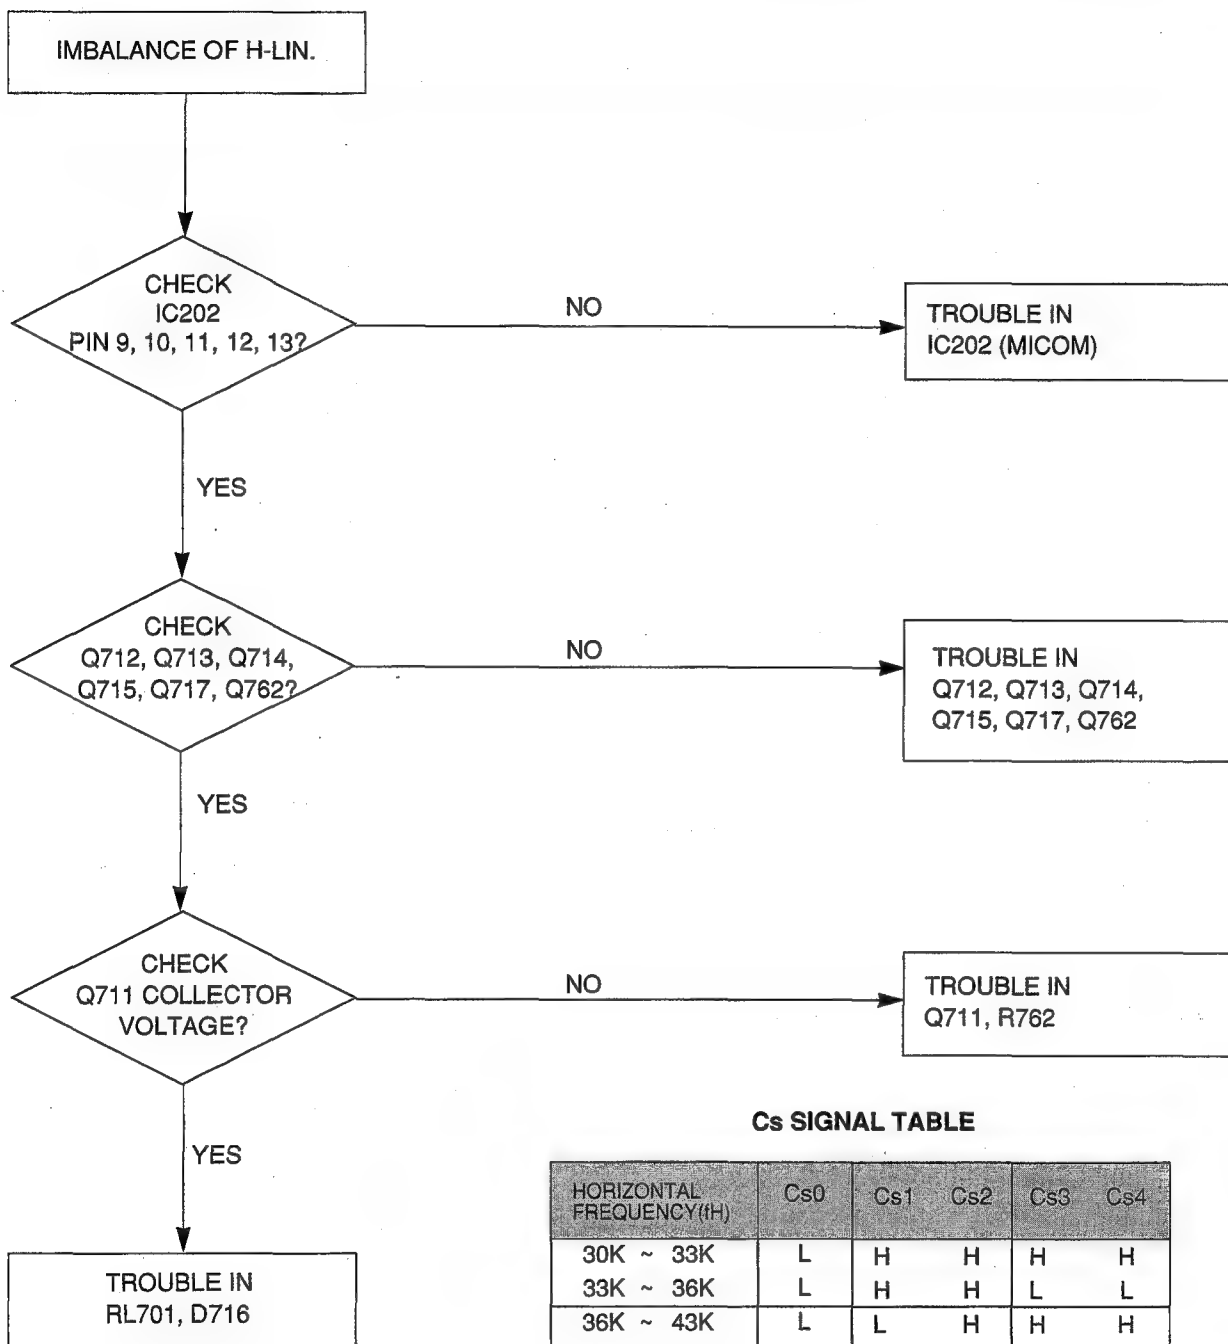 IMBALANCE OF H-LIN.
CHECK
IC202
PIN 9, 10, 11, 12, 13?
NO
TROUBLE IN
IC202 (MICOM)
YES
CHECK
Q712, Q713, Q714,
Q715, Q717, Q762?
NO
TROUBLE IN
Q712, Q713, Q714,
Q715, Q717, Q762
YES
CHECK
Q711 COLLECTOR
VOLTAGE?
NO
TROUBLE IN
Q711, R762
YES
TROUBLE IN
RL701, D716
Cs SIGNAL TABLE
HORIZONTAL
FREQUENCY(fH) Cs0 Cs1 Cs2 Cs3 Cs4
30K ~ 33K L H H H H
33K ~ 36K L H H L L
36K ~ 43K L L H H H